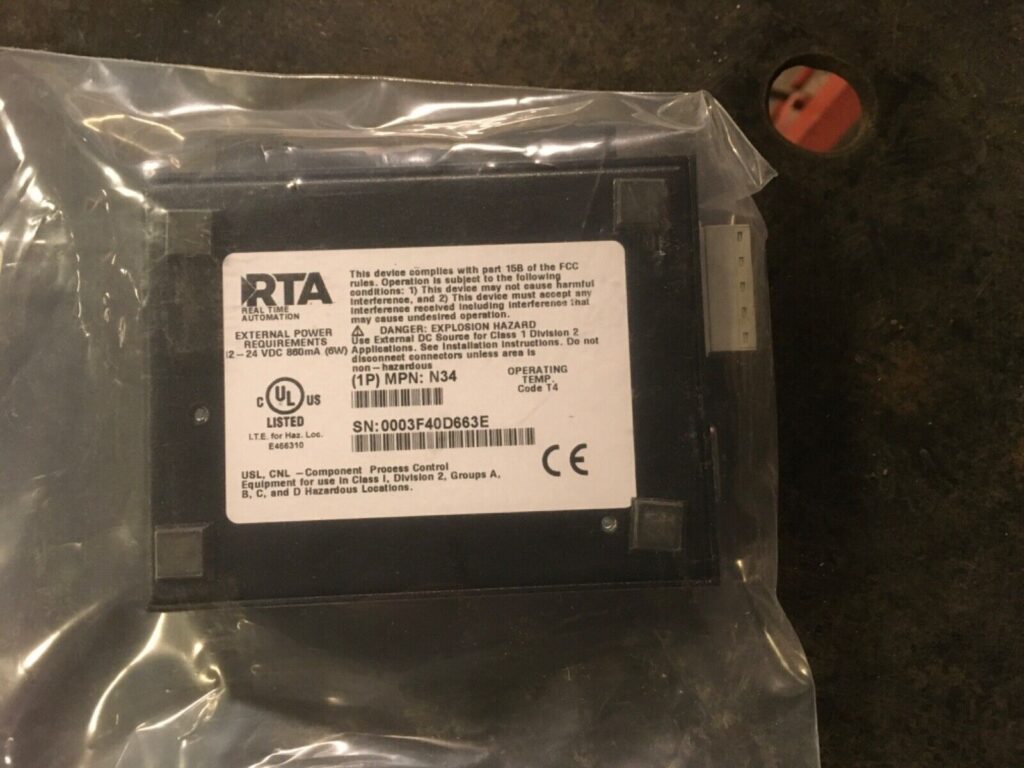 RTA
REAL TIME
AUTOMATION
EXTERNAL POWER
REQUIREMENTS
12–24 VDC 860mA (6W)
C UL US
LISTED
I.T.E. for Haz. Loc.
E466310
This device complies with part 15B of the FCC
rules. Operation is subject to the following
conditions: 1) This device may not cause harmful
interference, and 2) This device must accept any
interference received including interference that
may cause undesired operation.
DANGER: EXPLOSION HAZARD
Use External DC Source for Class 1 Division 2
Applications. See Installation Instructions. Do not
disconnect connectors unless area is
non–hazardous
(1P) MPN: N34
OPERATING
TEMP.
Code T4
SN:0003F40D663E
CE
USL, CNL –Component Process Control
Equipment for use in Class I, Division 2, Groups A,
B, C, and D Hazardous Locations.